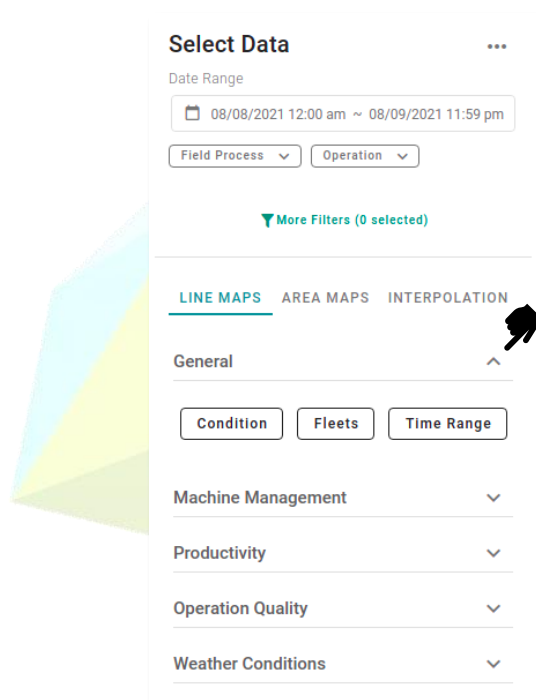 Select Data
Date Range
08/08/2021 12:00 am ~ 08/09/2021 11:59 pm
Field Process Operation
More Filters (0 selected)
LINE MAPS AREA MAPS INTERPOLATION
General
Condition Fleets Time Range
Machine Management
Productivity
Operation Quality
Weather Conditions